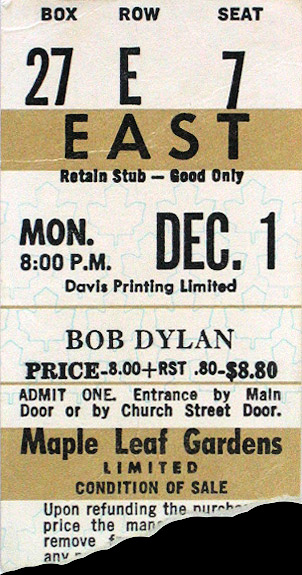 BOX ROW SEAT
27 E 7
EAST
Retain Stub — Good Only
MON. DEC. 1
8:00 P.M.
Davis Printing Limited
BOB DYLAN
PRICE-8.00+RST .80-$8.80
ADMIT ONE. Entrance by Main
Door or by Church Street Door.
Maple Leaf Gardens
LIMITED
CONDITION OF SALE
Upon refunding the
price the
remove
any